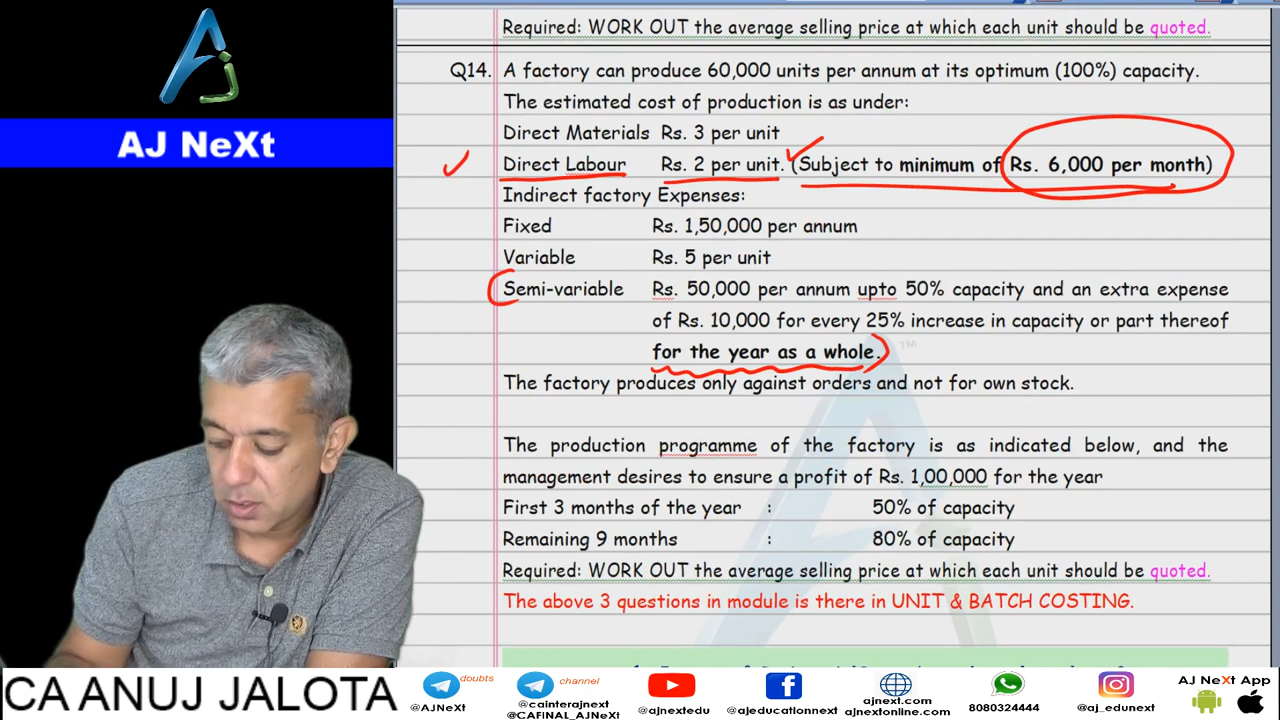 Required: WORK OUT the average selling price at which each unit should be quoted.
AJ NeXt
Q14. A factory can produce 60,000 units per annum at its optimum (100%) capacity.
The estimated cost of production is as under:
Direct Materials Rs. 3 per unit
Direct Labour Rs. 2 per unit. (Subject to minimum of Rs. 6,000 per month)
Indirect factory Expenses:
Fixed Rs. 1,50,000 per annum
Variable Rs. 5 per unit
Semi-variable Rs. 50,000 per annum upto 50% capacity and an extra expense
of Rs. 10,000 for every 25% increase in capacity or part thereof
for the year as a whole.
The factory produces only against orders and not for own stock.
The production programme of the factory is as indicated below, and the
management desires to ensure a profit of Rs. 1,00,000 for the year
First 3 months of the year : 50% of capacity
Remaining 9 months : 80% of capacity
Required: WORK OUT the average selling price at which each unit should be quoted.
The above 3 questions in module is there in UNIT & BATCH COSTING.
CA ANUJ JALOTA
doubts
@AJNeXt
channel
@cainterajnext
@CAFINAL_AJNeXt
@ajnextedu
@ajeducationnext
ajnext.com
ajnextonline.com
8080324444
@aj_edunext
AJ NeXt App